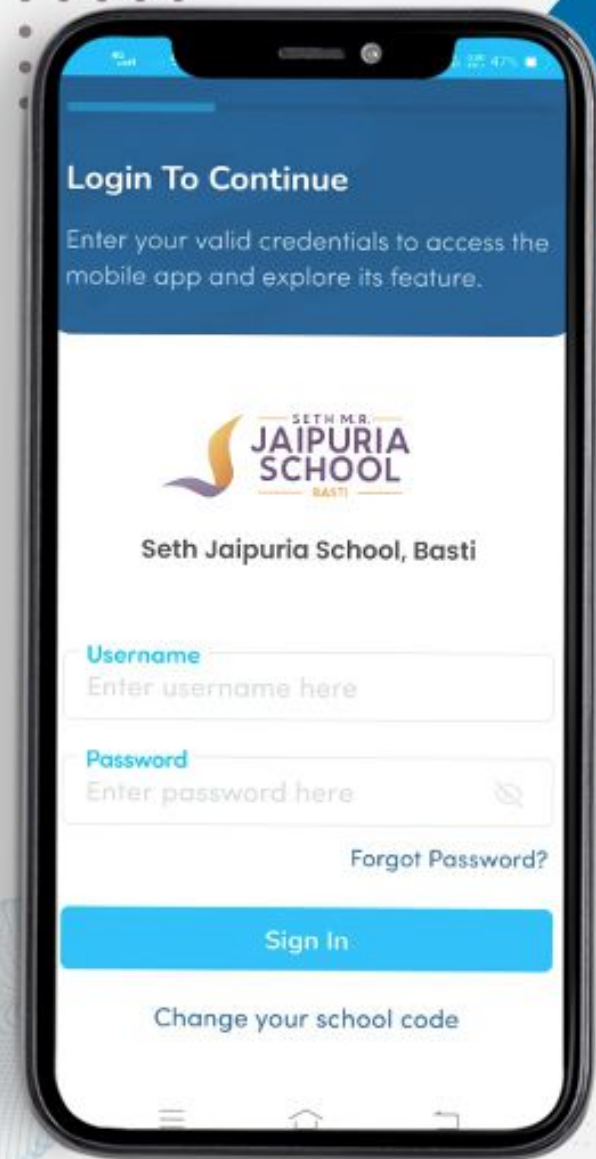 4G
47%
Login To Continue
Enter your valid credentials to access the
mobile app and explore its feature.
SETH M.R.
JAIPURIA
SCHOOL
BASTI
Seth Jaipuria School, Basti
Username
Enter username here
Password
Enter password here
Forgot Password?
Sign In
Change your school code